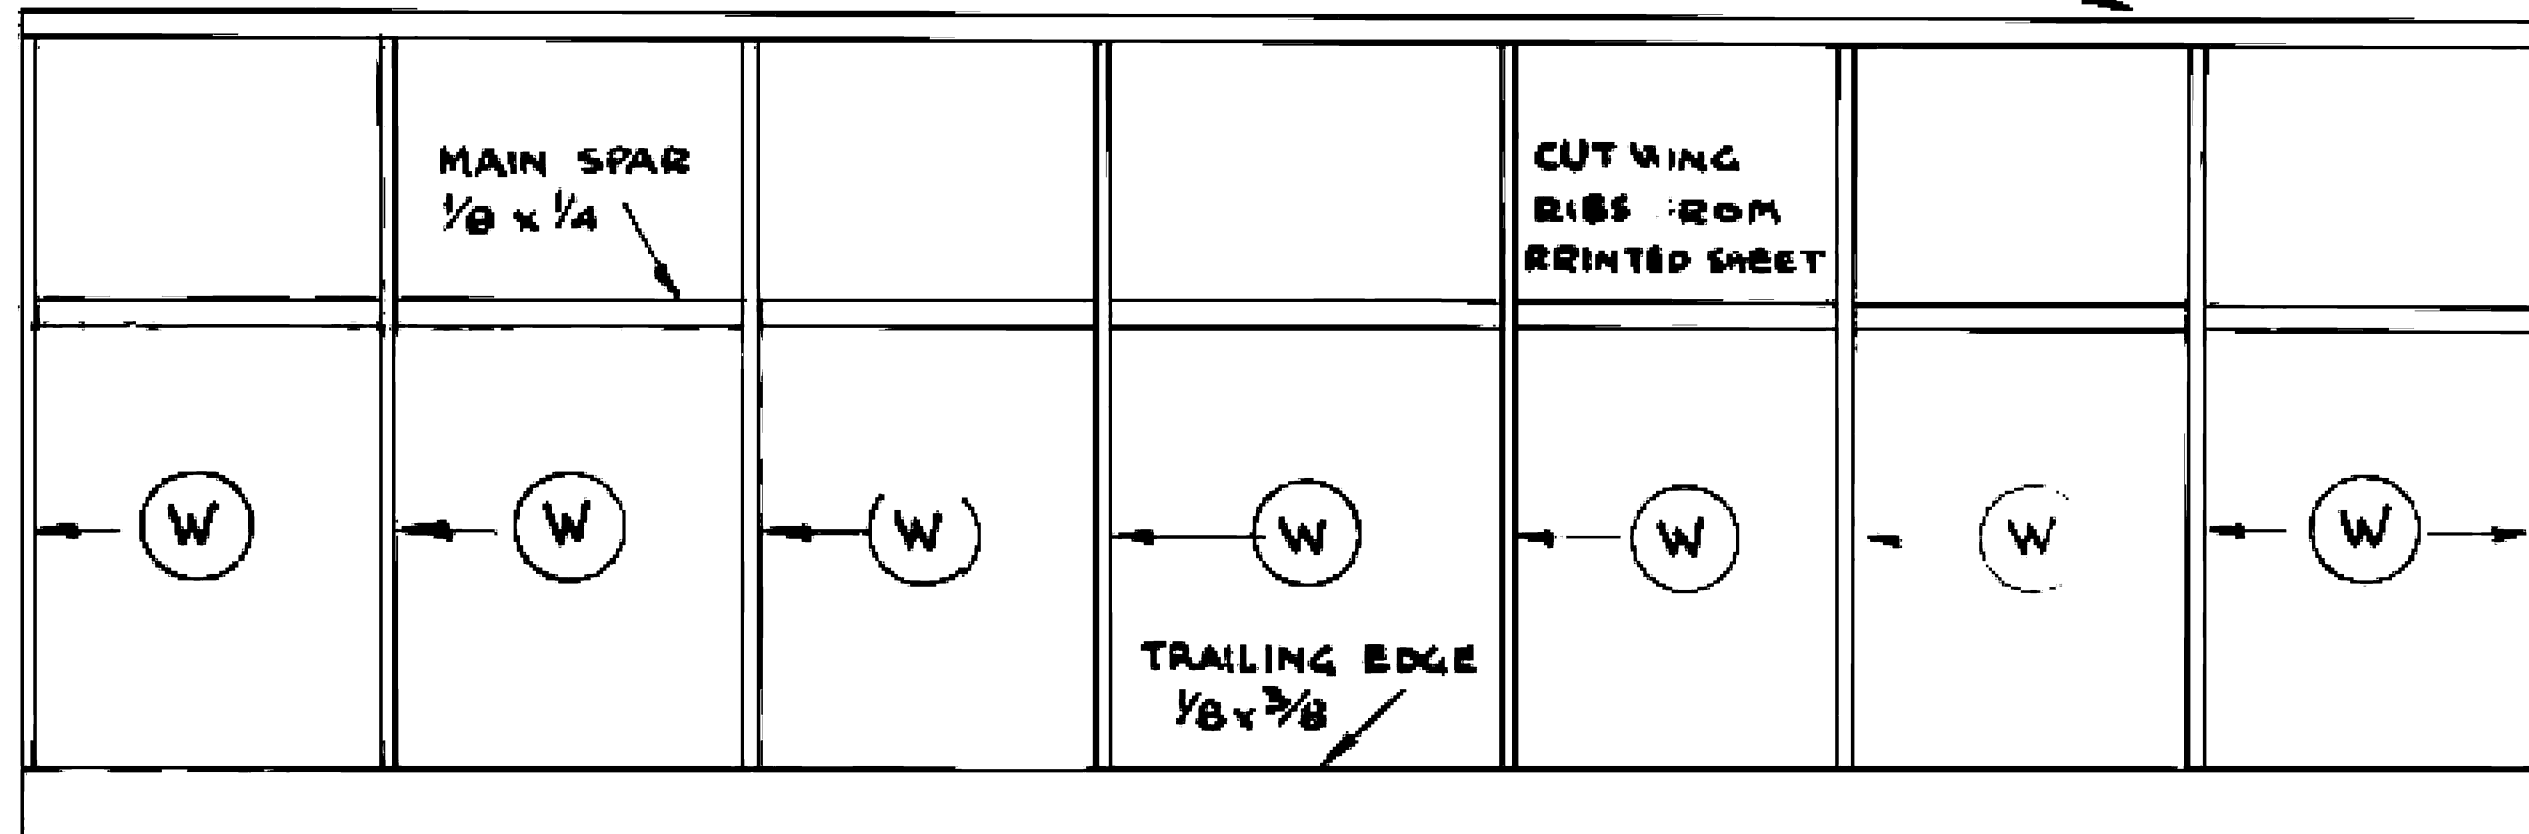 MAIN SPAR
1/8 x 1/4
CUT WING
RIBS FROM
PRINTED SHEET
W W W W W W W
TRAILING EDGE
1/8 x 3/8